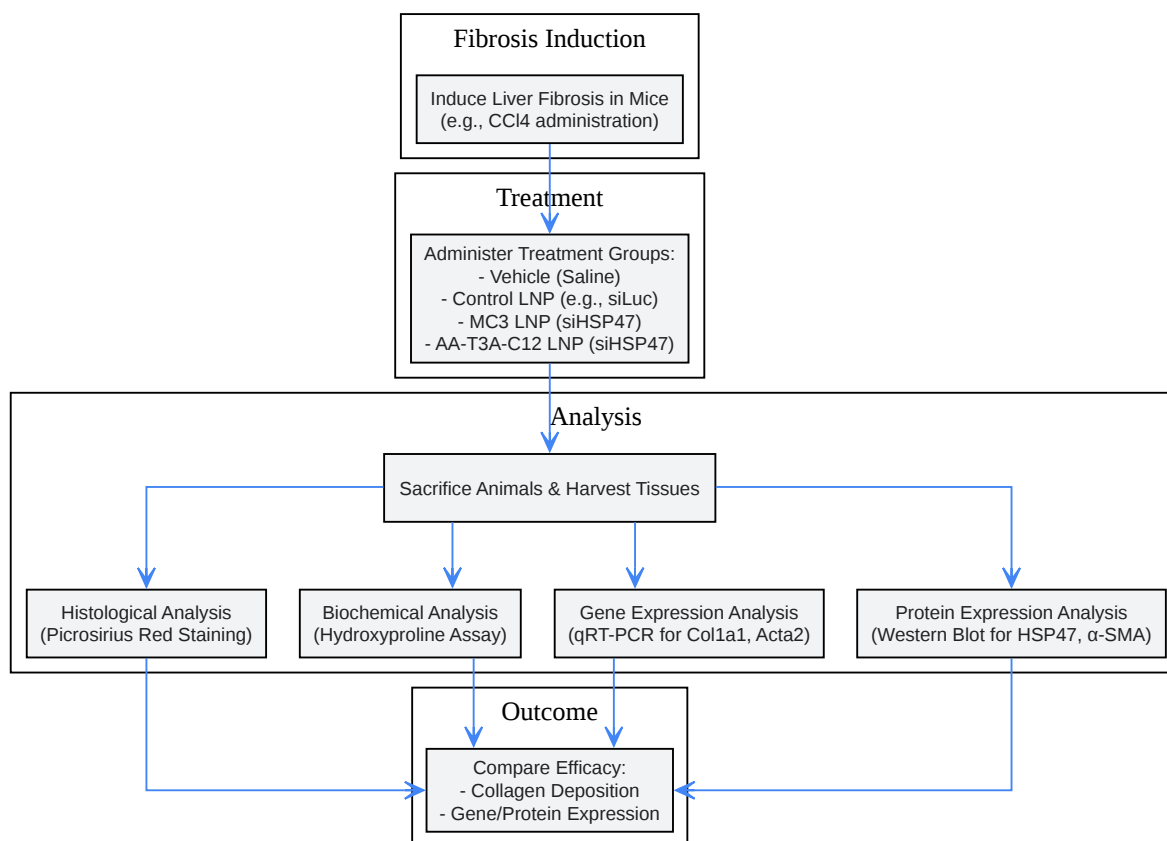 Fibrosis Induction
Induce Liver Fibrosis in Mice
(e.g., CCl4 administration)
Treatment
Administer Treatment Groups:
- Vehicle (Saline)
- Control LNP (e.g., siLuc)
- MC3 LNP (siHSP47)
- AA-T3A-C12 LNP (siHSP47)
Analysis
Sacrifice Animals & Harvest Tissues
Histological Analysis
(Picrosirius Red Staining)
Biochemical Analysis
(Hydroxyproline Assay)
Gene Expression Analysis
(qRT-PCR for Col1a1, Acta2)
Protein Expression Analysis
(Western Blot for HSP47, α-SMA)
Outcome
Compare Efficacy:
- Collagen Deposition
- Gene/Protein Expression